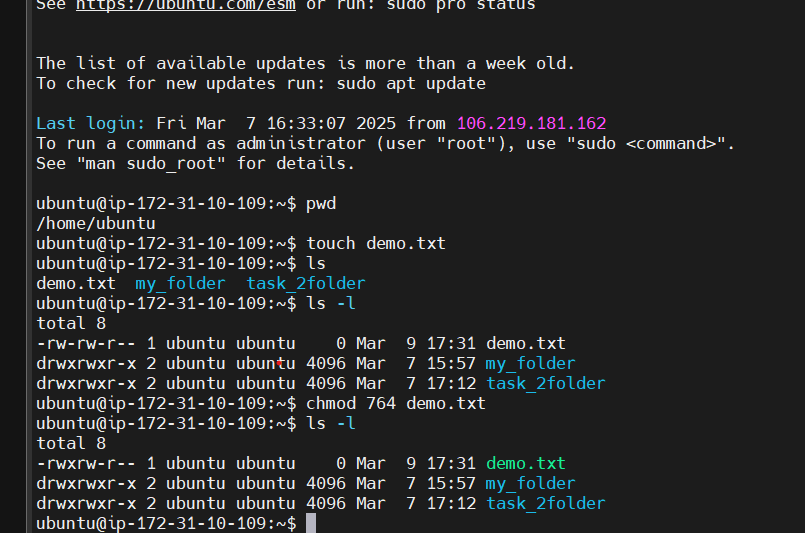 See https://ubuntu.com/esm or run: sudo pro status
The list of available updates is more than a week old.
To check for new updates run: sudo apt update
Last login: Fri Mar  7 16:33:07 2025 from 106.219.181.162
To run a command as administrator (user "root"), use "sudo <command>".
See "man sudo_root" for details.
ubuntu@ip-172-31-10-109:~$ pwd
/home/ubuntu
ubuntu@ip-172-31-10-109:~$ touch demo.txt
ubuntu@ip-172-31-10-109:~$ ls
demo.txt  my_folder  task_2folder
ubuntu@ip-172-31-10-109:~$ ls -l
total 8
-rw-rw-r-- 1 ubuntu ubuntu    0 Mar  9 17:31 demo.txt
drwxrwxr-x 2 ubuntu ubuntu 4096 Mar  7 15:57 my_folder
drwxrwxr-x 2 ubuntu ubuntu 4096 Mar  7 17:12 task_2folder
ubuntu@ip-172-31-10-109:~$ chmod 764 demo.txt
ubuntu@ip-172-31-10-109:~$ ls -l
total 8
-rwxrw-r-- 1 ubuntu ubuntu    0 Mar  9 17:31 demo.txt
drwxrwxr-x 2 ubuntu ubuntu 4096 Mar  7 15:57 my_folder
drwxrwxr-x 2 ubuntu ubuntu 4096 Mar  7 17:12 task_2folder
ubuntu@ip-172-31-10-109:~$